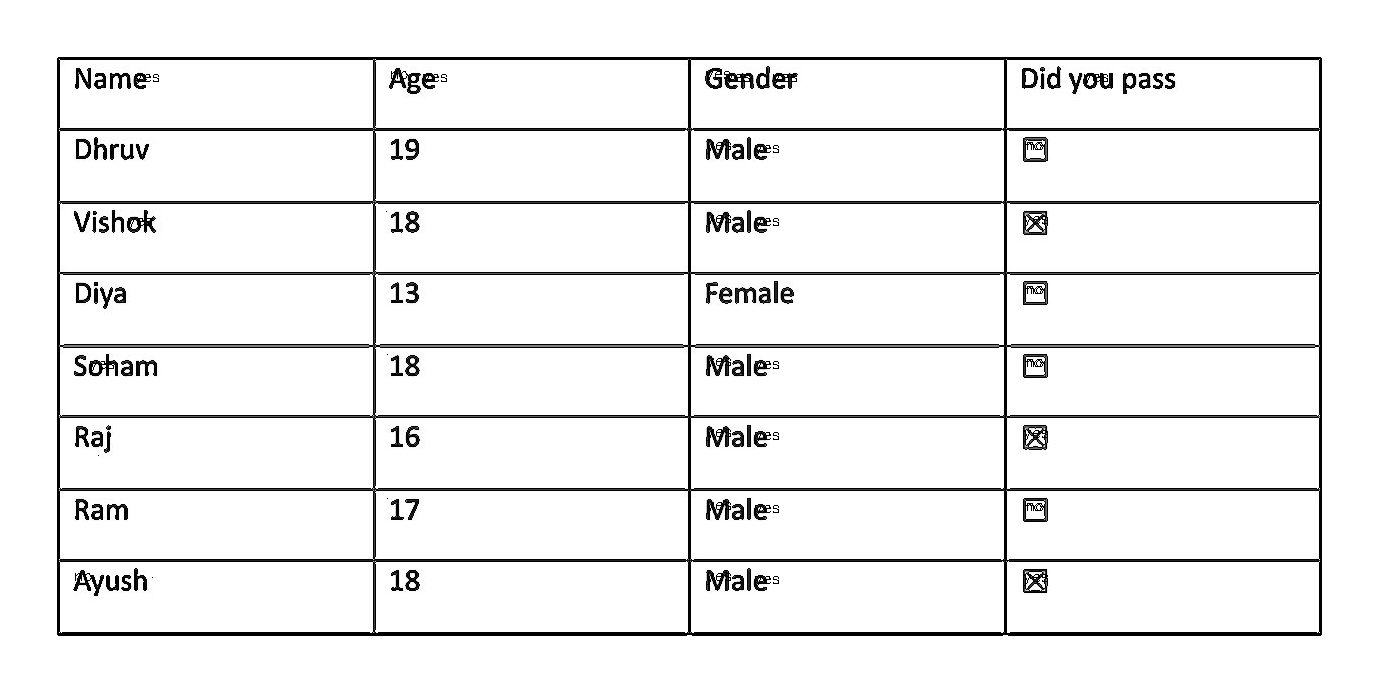 Name Age Gender Did you pass
Dhruv 19 Male ☐
Vishok 18 Male ☒
Diya 13 Female ☐
Soham 18 Male ☐
Raj 16 Male ☒
Ram 17 Male ☐
Ayush 18 Male ☒